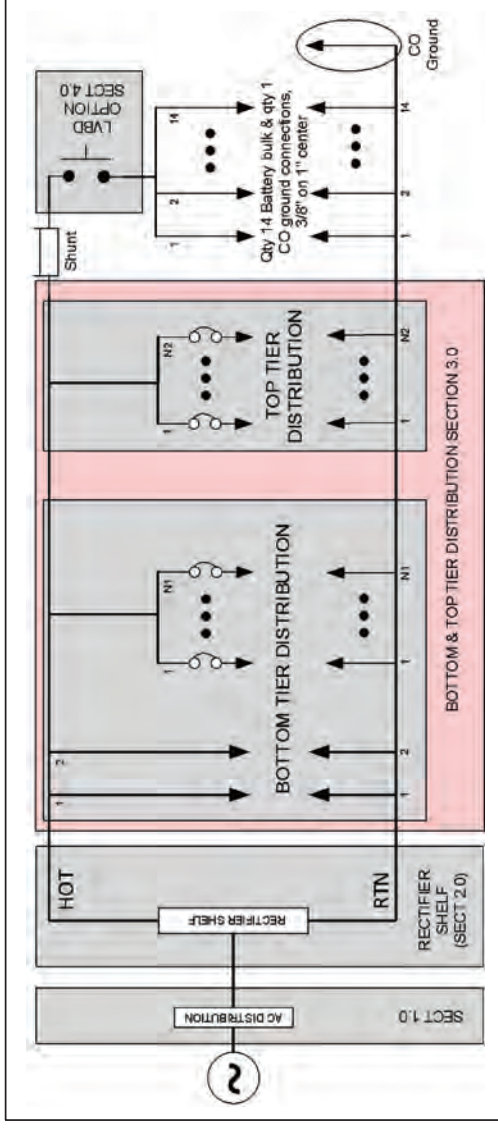 SECT 1.0
AC DISTRIBUTION
RECTIFIER
SHELF
(SECT 2.0)
HOT
RECTIFIER SHELF
RTN
BOTTOM & TOP TIER DISTRIBUTION SECTION 3.0
BOTTOM TIER DISTRIBUTION
1
2
1
N1
1
2
1
N1
TOP TIER
DISTRIBUTION
1
N2
1
N2
Shunt
LVBD
OPTION
SECT 4.0
1
2
14
Qty 14 Battery bulk & qty 1
CO ground connections,
3/8" on 1" center
1
2
14
CO
Ground